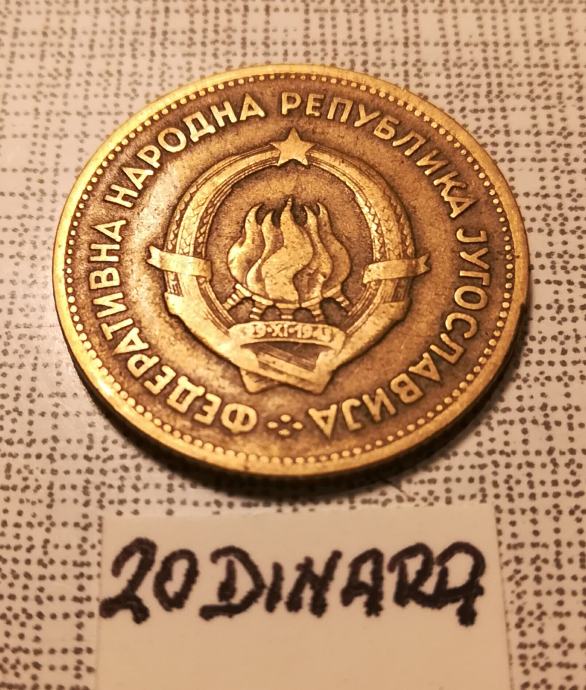 ФЕДЕРАТИВНА НАРОДНА РЕПУБЛИКА ЈУГОСЛАВИЈА
29·XI·1943
20 DINARA